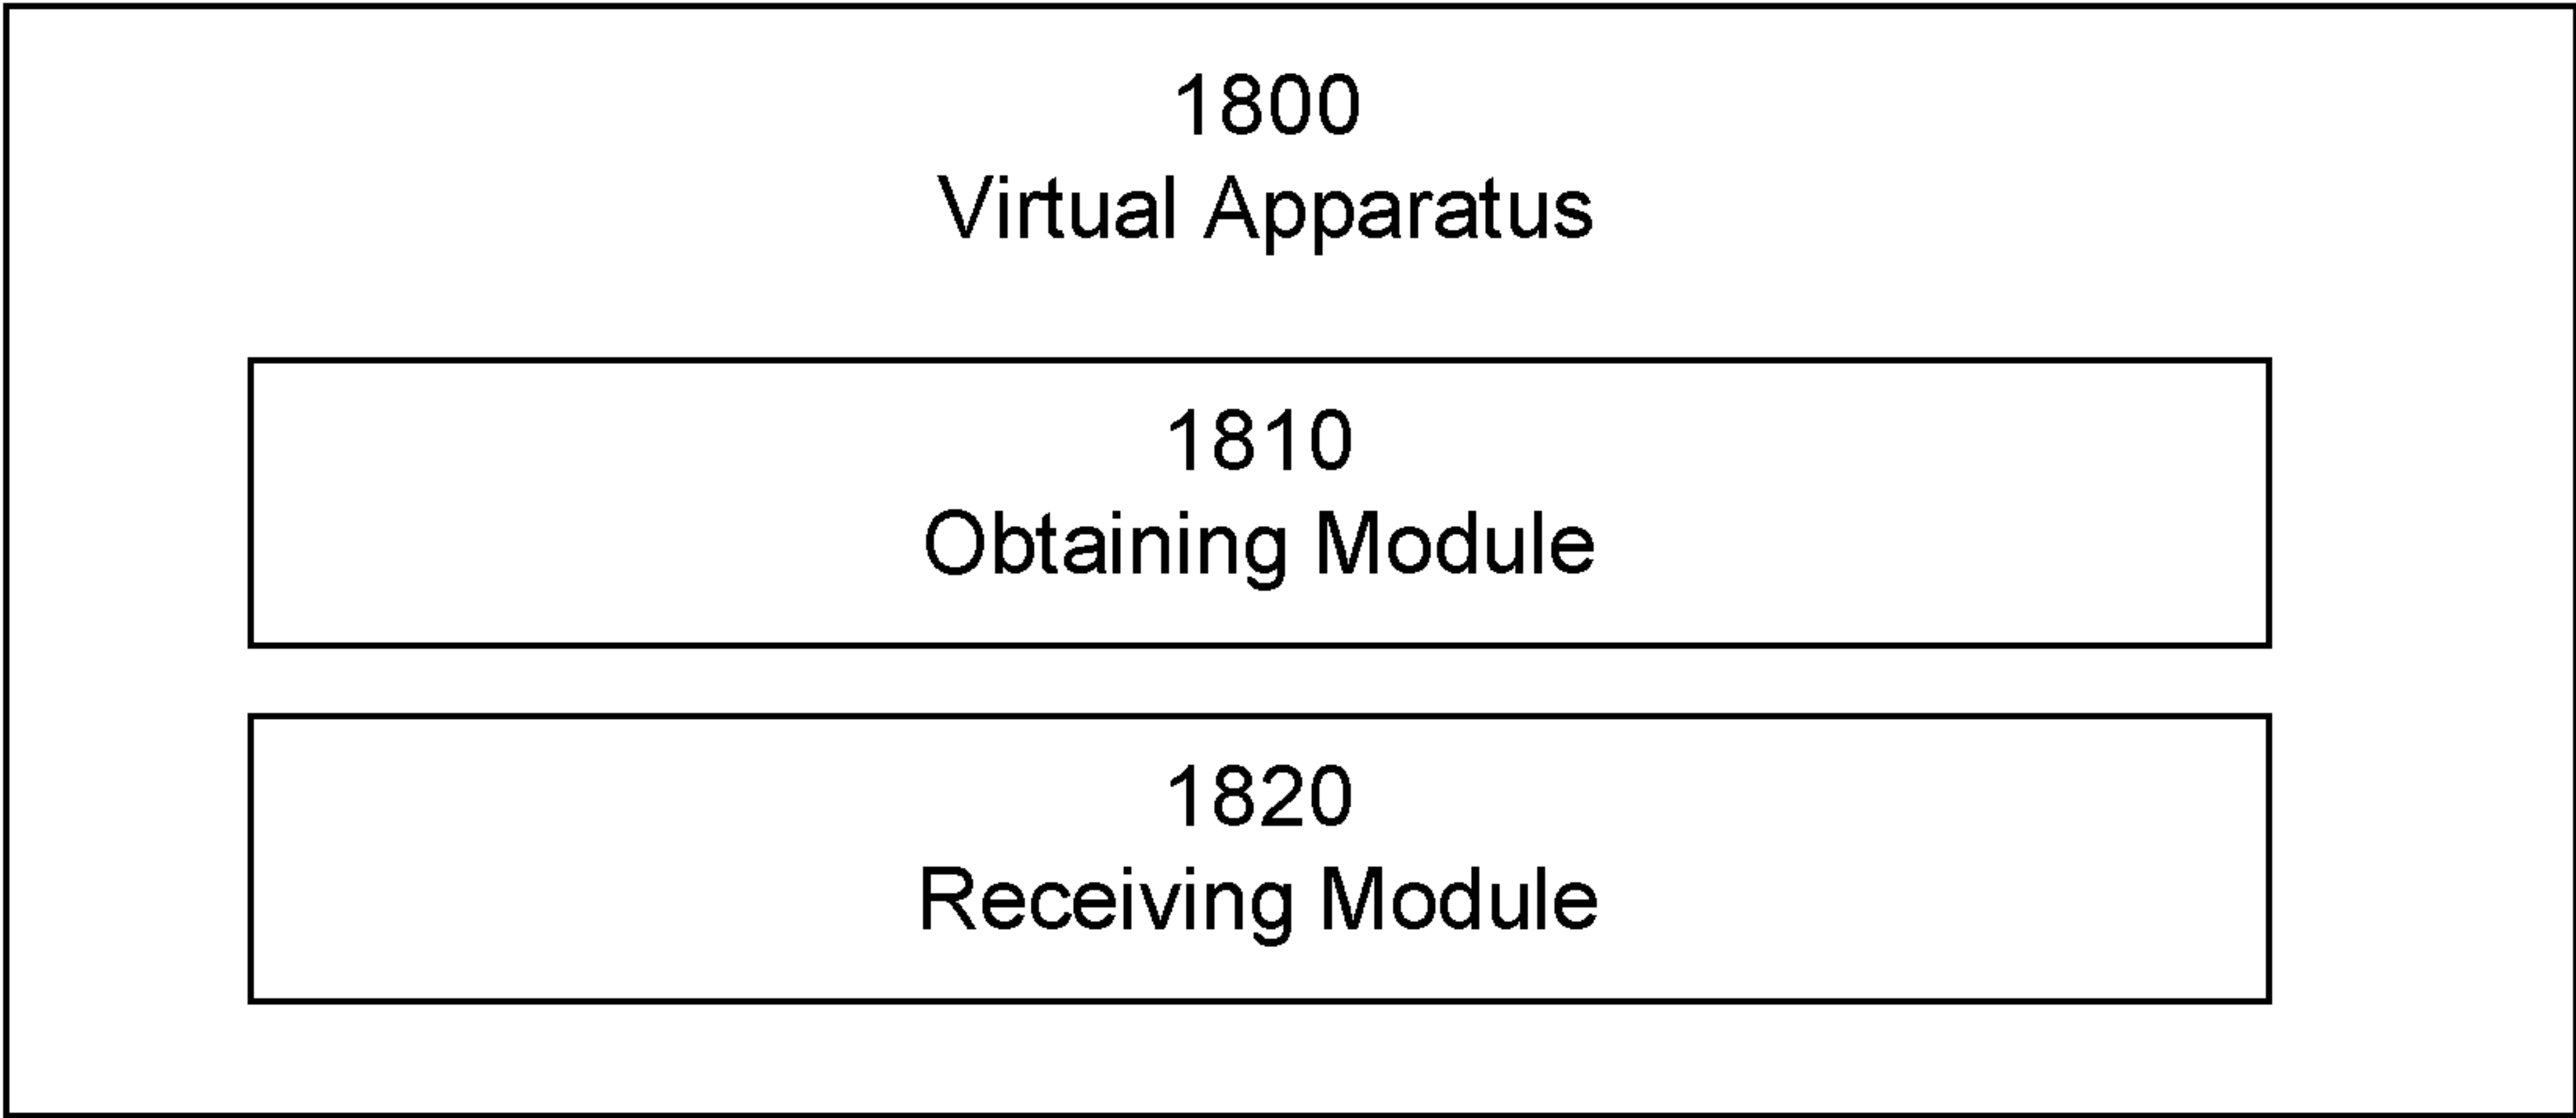 1800
Virtual Apparatus
1810
Obtaining Module
1820
Receiving Module